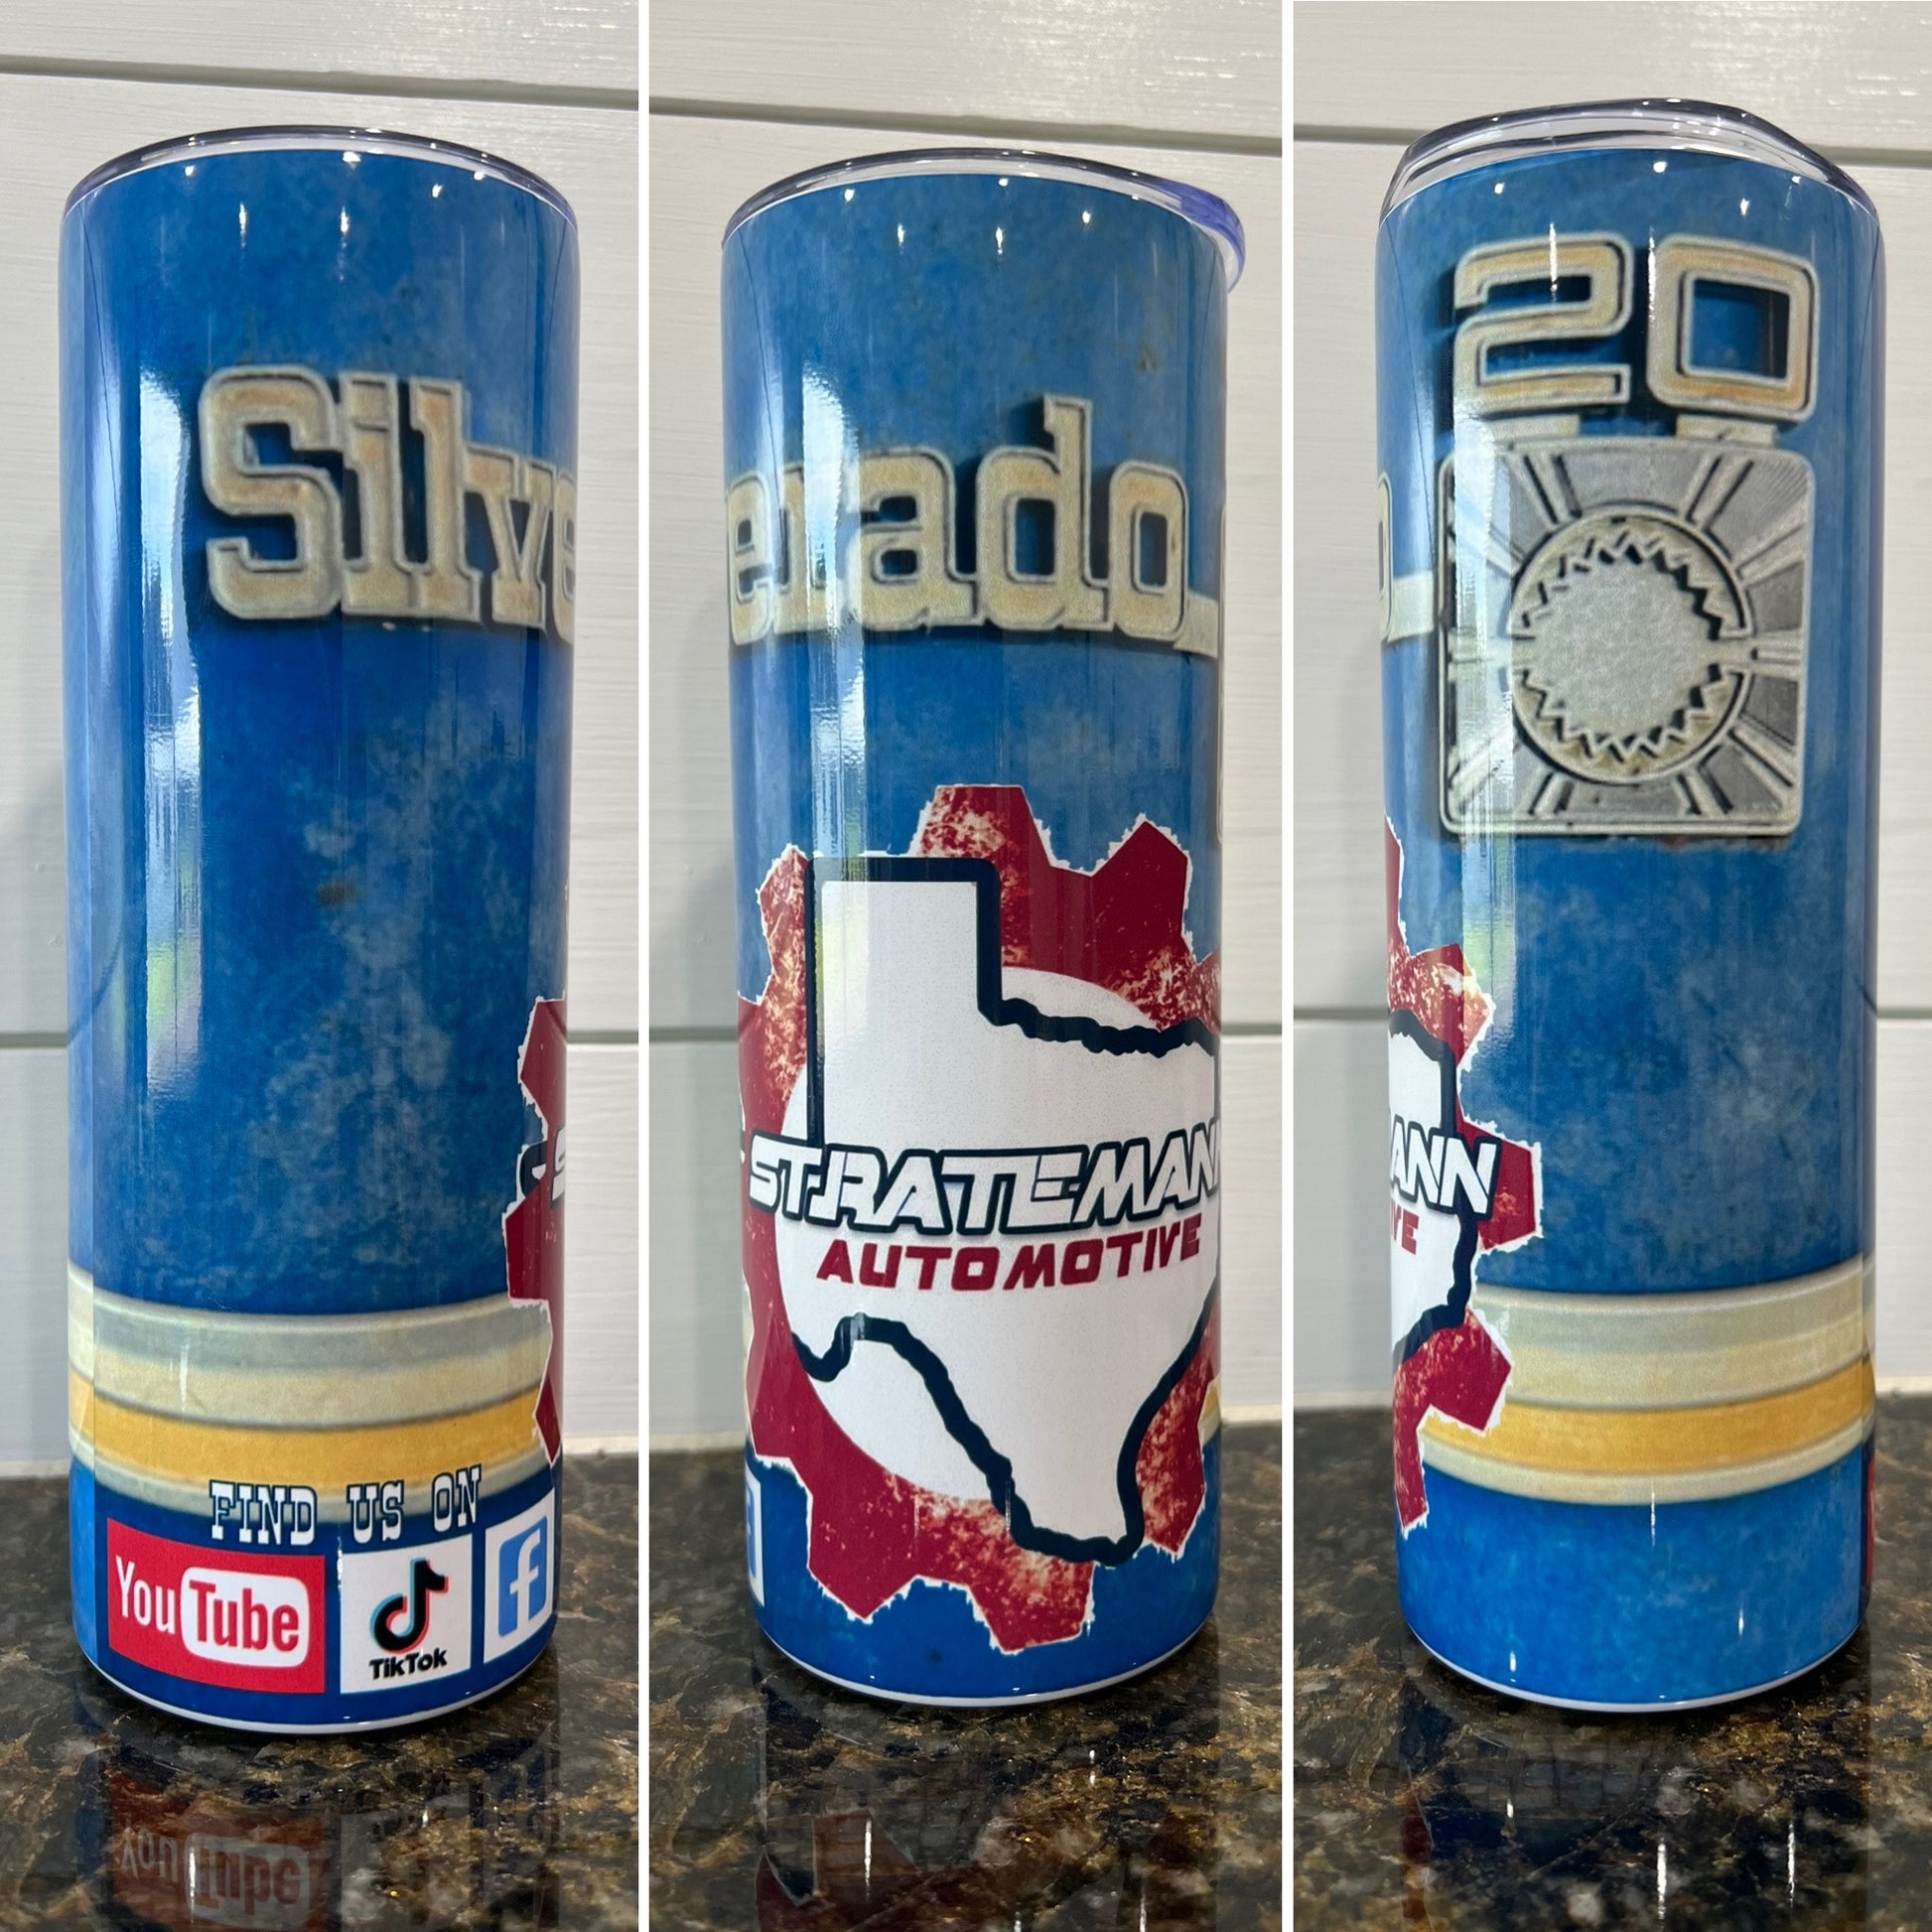 Silve
FIND US ON
YouTube
TikTok
f
erado
STRATEMANN
AUTOMOTIVE
20
ANN
VE